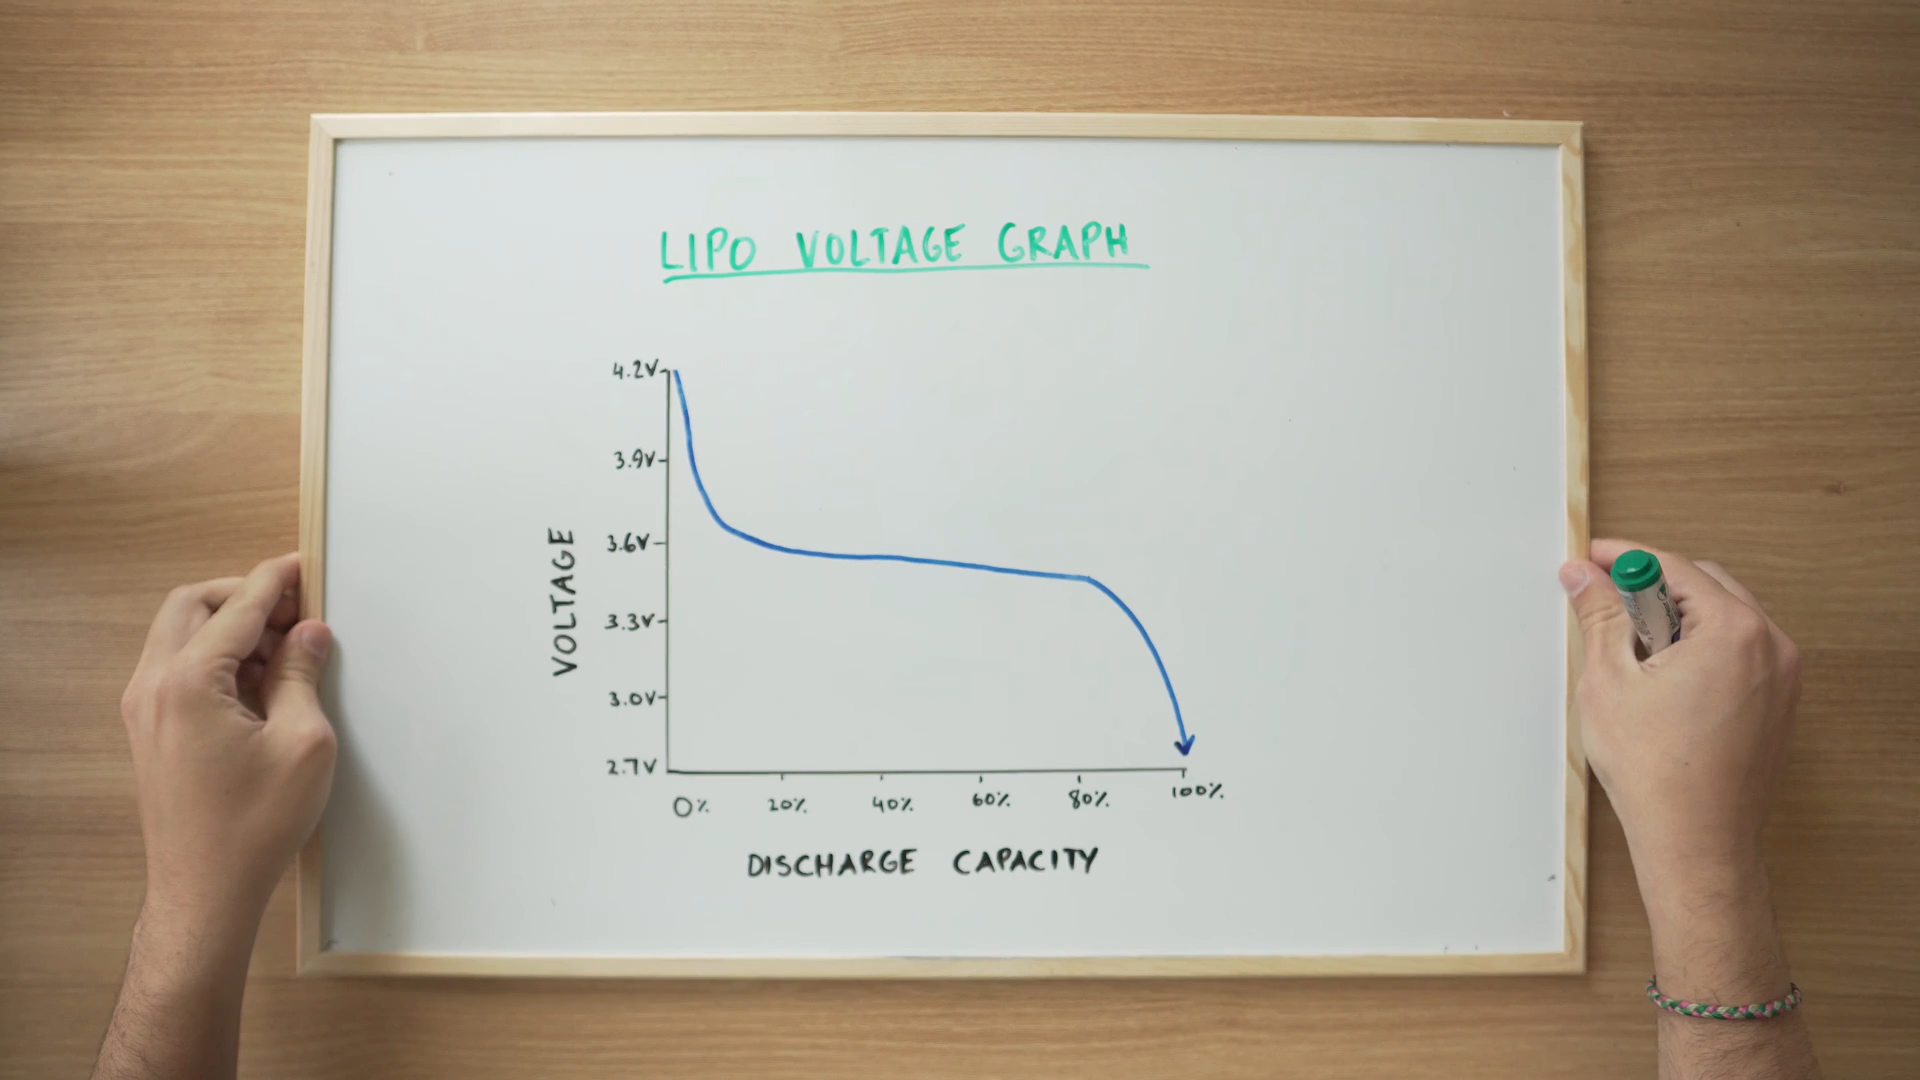 LIPO VOLTAGE GRAPH
4.2V
3.9V
3.6V
3.3V
3.0V
2.7V
VOLTAGE
0% 20% 40% 60% 80% 100%
DISCHARGE CAPACITY